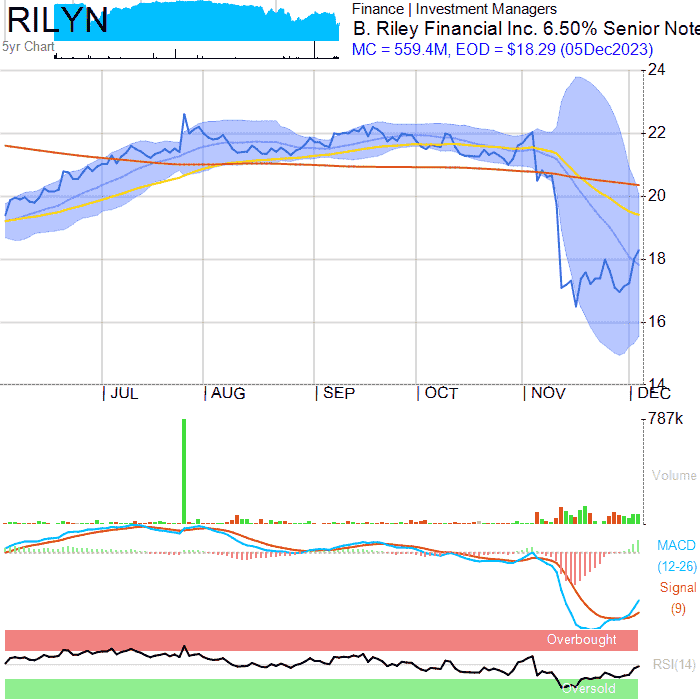 RILYN
5yr Chart
Finance | Investment Managers
B. Riley Financial Inc. 6.50% Senior Note
MC = 559.4M, EOD = $18.29 (05Dec2023)
24
22
20
18
16
14
JUL
AUG
SEP
OCT
NOV
DEC
787k
Volume
MACD
(12-26)
Signal
(9)
Overbought
RSI(14)
Oversold